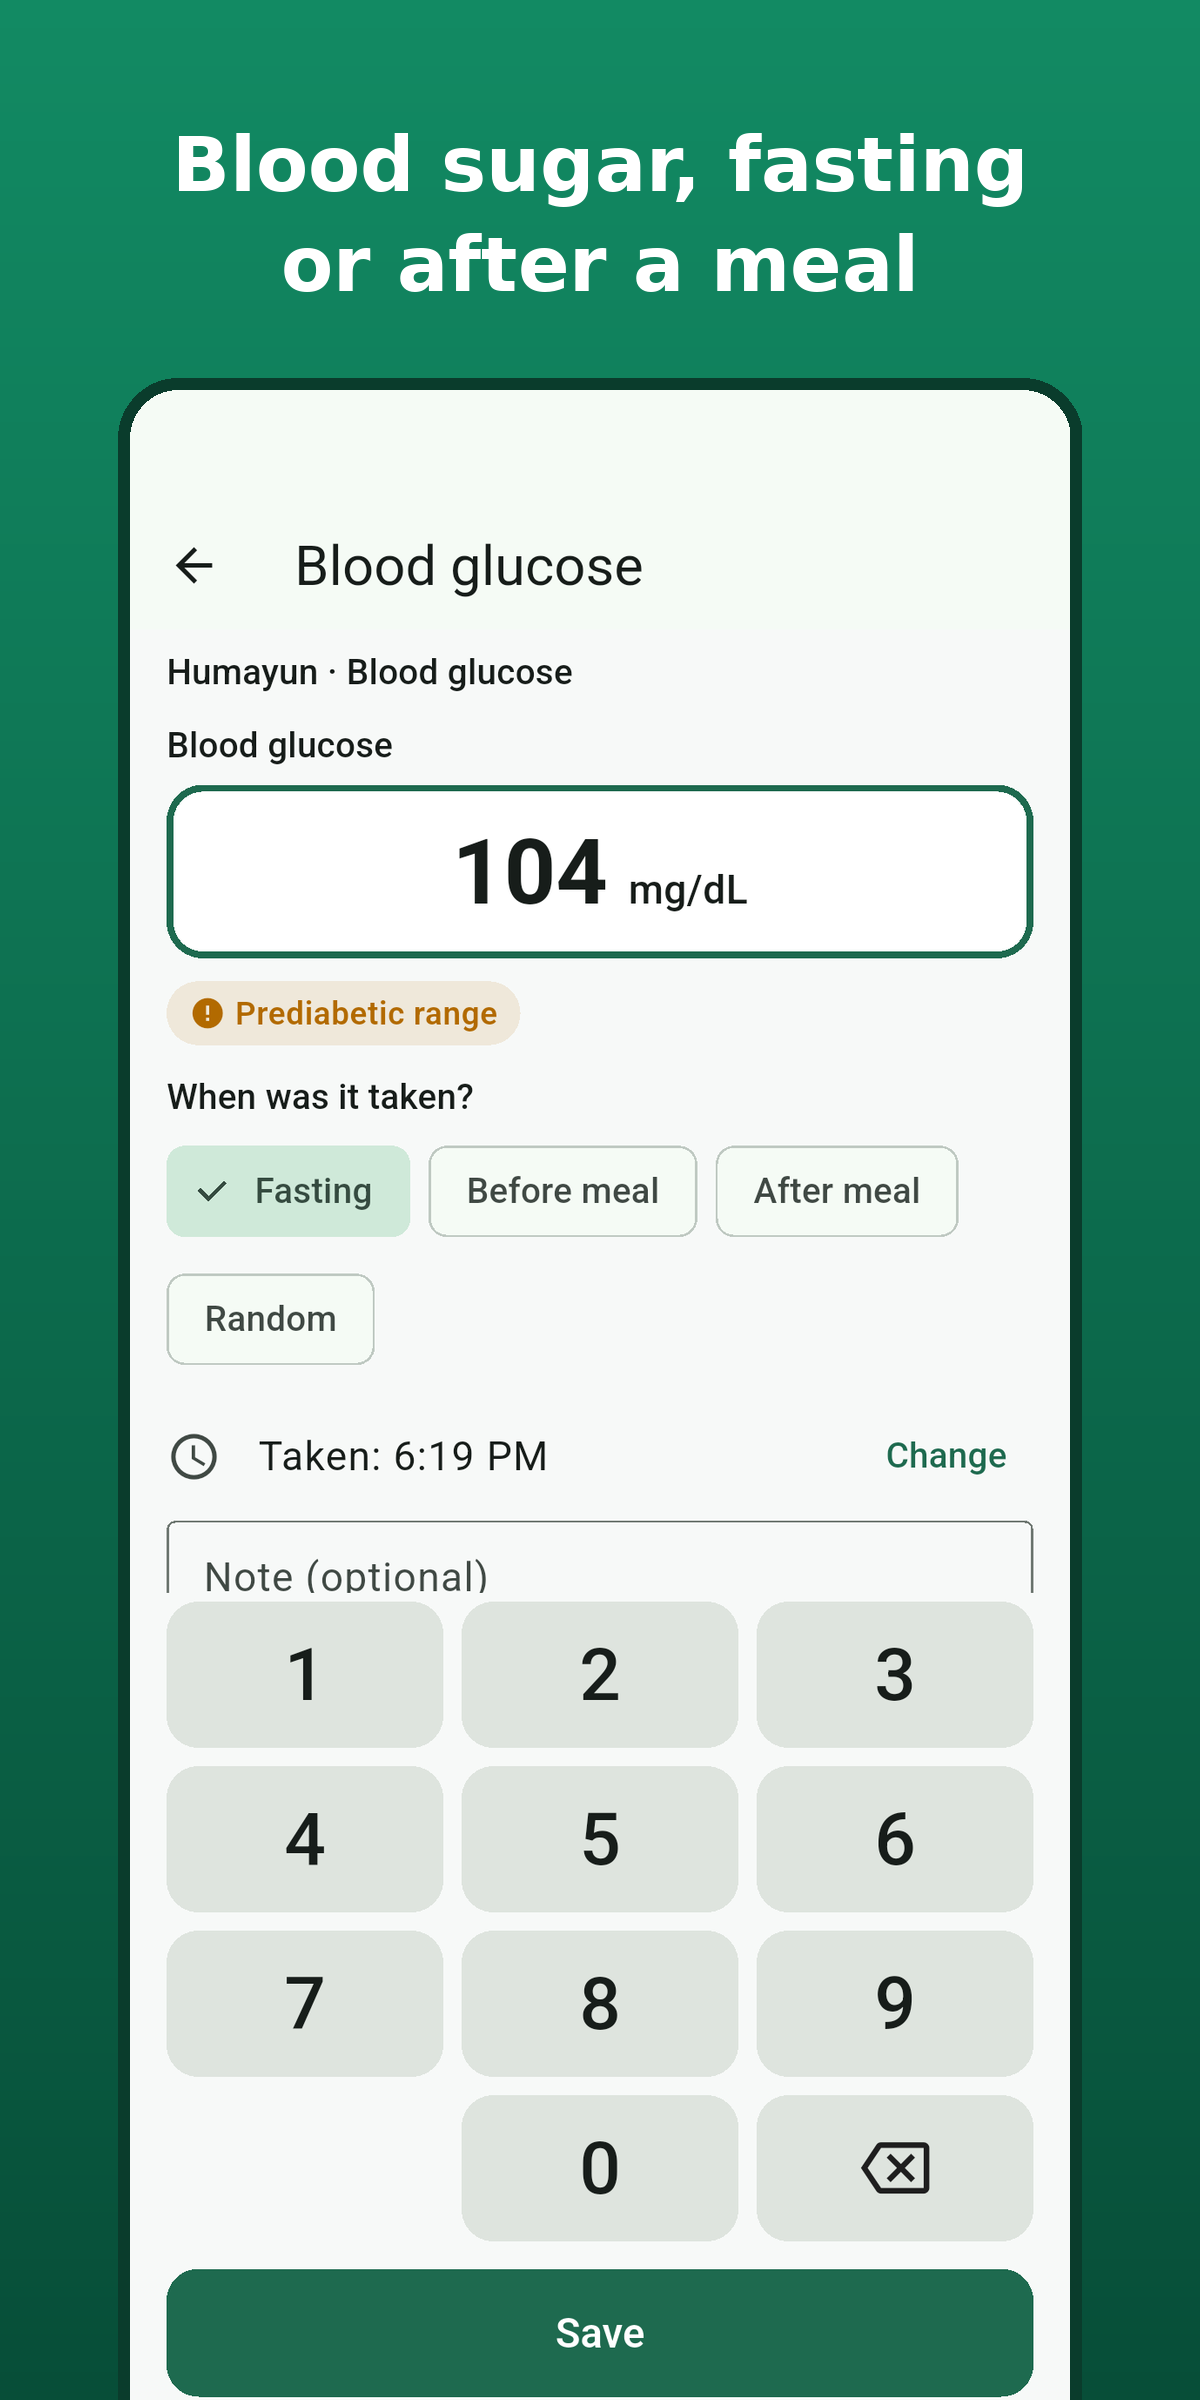 Blood sugar, fasting
or after a meal
Blood glucose
Humayun · Blood glucose
Blood glucose
104 mg/dL
Prediabetic range
When was it taken?
Fasting Before meal After meal
Random
Taken: 6:19 PM Change
Note (optional)
1 2 3
4 5 6
7 8 9
0
Save